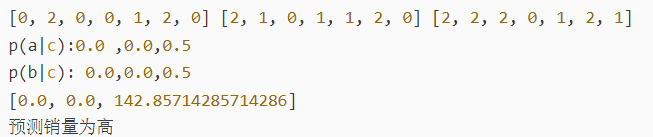 [0, 2, 0, 0, 1, 2, 0] [2, 1, 0, 1, 1, 2, 0] [2, 2, 2, 0, 1, 2, 1]
p(a|c):0.0 ,0.0,0.5
p(b|c): 0.0,0.0,0.5
[0.0, 0.0, 142.85714285714286]
预测销量为高